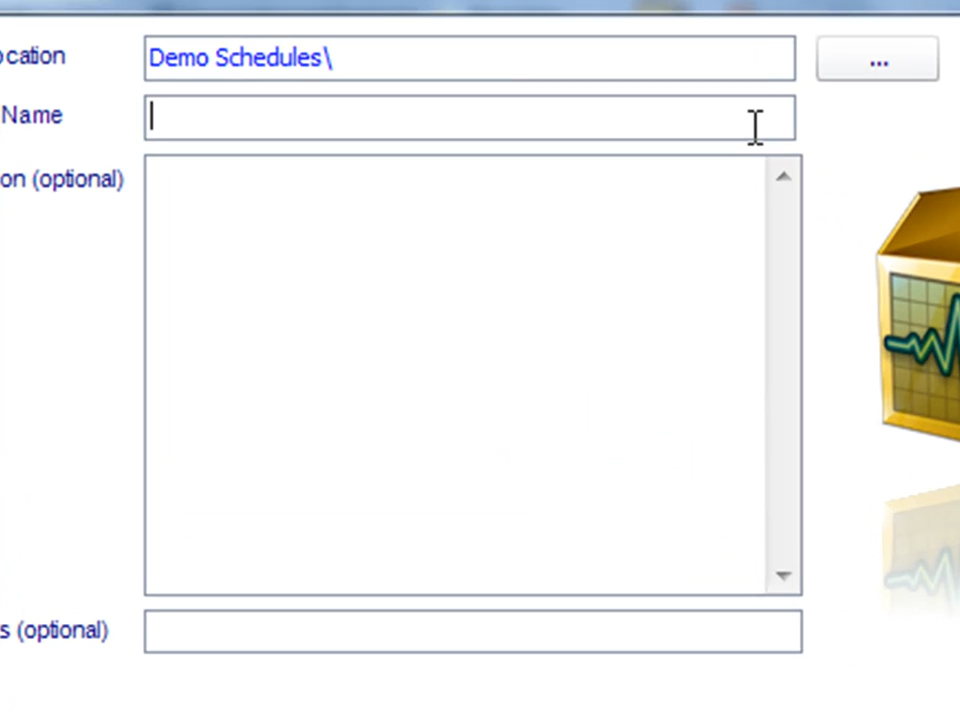 ocation
Demo Schedules\
...
Name
on (optional)
s (optional)